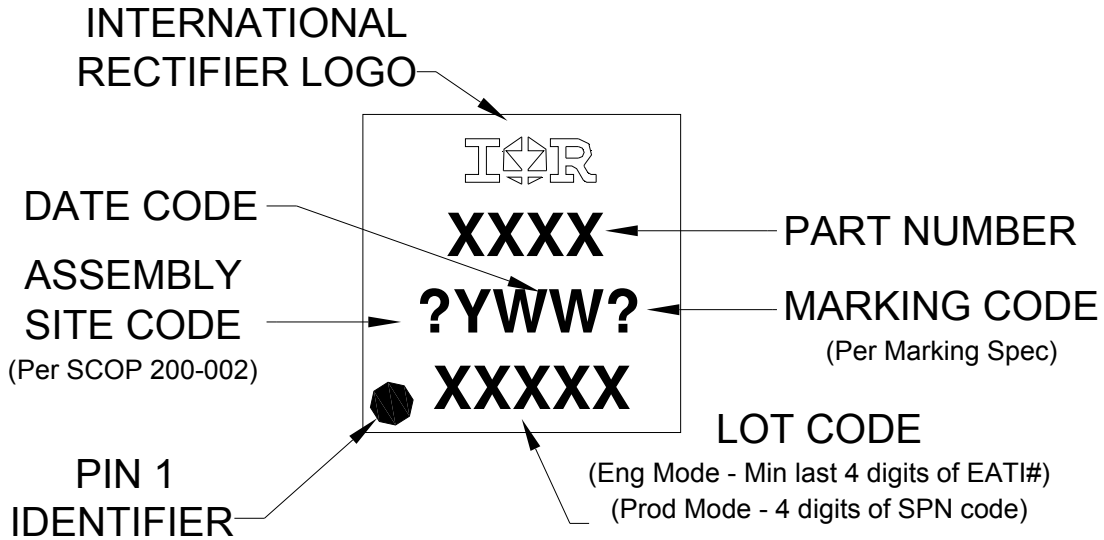 INTERNATIONAL
RECTIFIER LOGO
IOR
DATE CODE
XXXX
PART NUMBER
ASSEMBLY
SITE CODE
(Per SCOP 200-002)
?YWW?
MARKING CODE
(Per Marking Spec)
XXXXX
LOT CODE
(Eng Mode - Min last 4 digits of EATI#)
(Prod Mode - 4 digits of SPN code)
PIN 1
IDENTIFIER